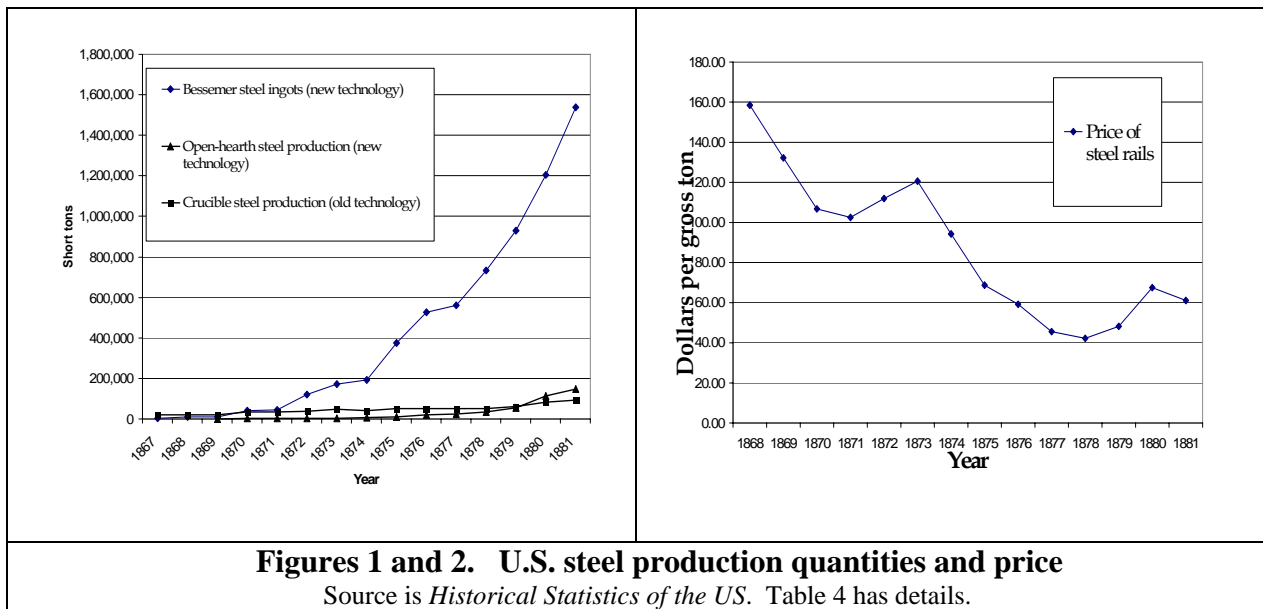 1,800,000
1,600,000
1,400,000
1,200,000
1,000,000
800,000
600,000
400,000
200,000
0
Short tons
Bessemer steel ingots (new technology)
Open-hearth steel production (new
technology)
Crucible steel production (old technology)
1867
1868
1869
1870
1871
1872
1873
1874
1875
1876
1877
1878
1879
1880
1881
Year
180.00
160.00
140.00
120.00
100.00
80.00
60.00
40.00
20.00
0.00
Dollars per gross ton
Price of
steel rails
1868 1869 1870 1871 1872 1873 1874 1875 1876 1877 1878 1879 1880 1881
Year
Figures 1 and 2. U.S. steel production quantities and price
Source is Historical Statistics of the US. Table 4 has details.